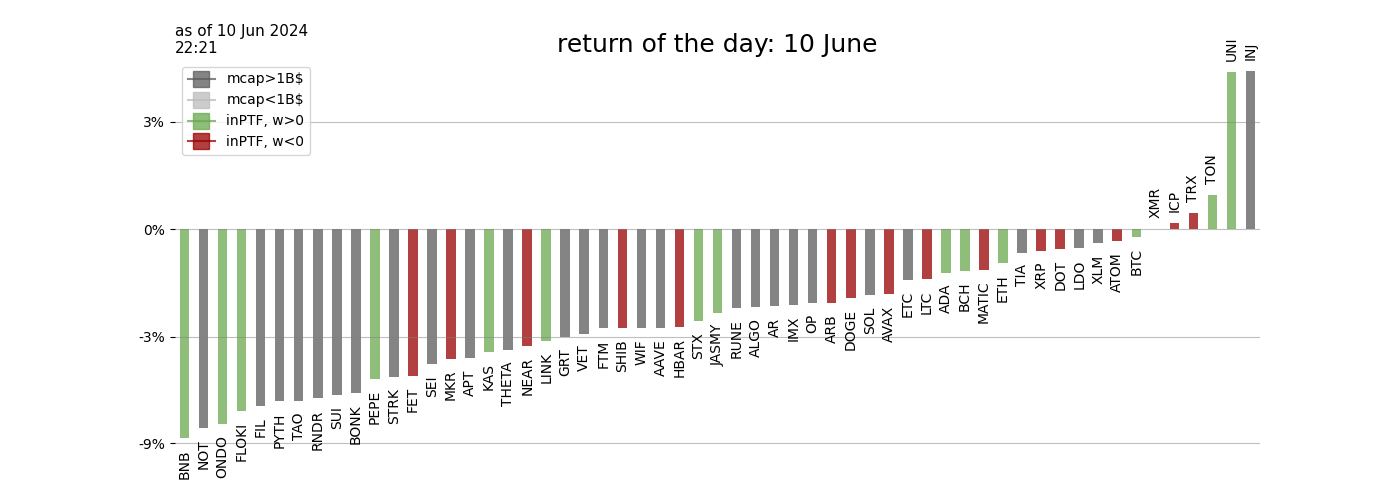 as of 10 Jun 2024
22:21
return of the day: 10 June
mcap>1B$
mcap<1B$
inPTF, w>0
inPTF, w<0
3%
0%
-3%
-9%
BNB
NOT
ONDO
FLOKI
FIL
PYTH
TAO
RNDR
SUI
BONK
PEPE
STRK
FET
SEI
MKR
APT
KAS
THETA
NEAR
LINK
GRT
VET
FTM
SHIB
WIF
AAVE
HBAR
STX
JASMY
RUNE
ALGO
AR
IMX
OP
ARB
DOGE
SOL
AVAX
ETC
LTC
ADA
BCH
MATIC
ETH
TIA
XRP
DOT
LDO
XLM
ATOM
BTC
XMR
ICP
TRX
TON
UNI
INJ